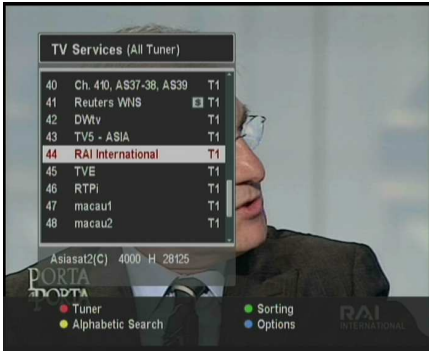 TV Services (All Tuner)
40 Ch. 410, AS37-38, AS39 T1
41 Reuters WNS S T1
42 DWtv T1
43 TV5 - ASIA T1
44 RAI International T1
45 TVE T1
46 RTPi T1
47 macau1 T1
48 macau2 T1
Asiasat2(C) 4000 H 28125
PORTA
PORTA
Tuner
Sorting
Alphabetic Search
Options
RAI
INTERNATIONAL